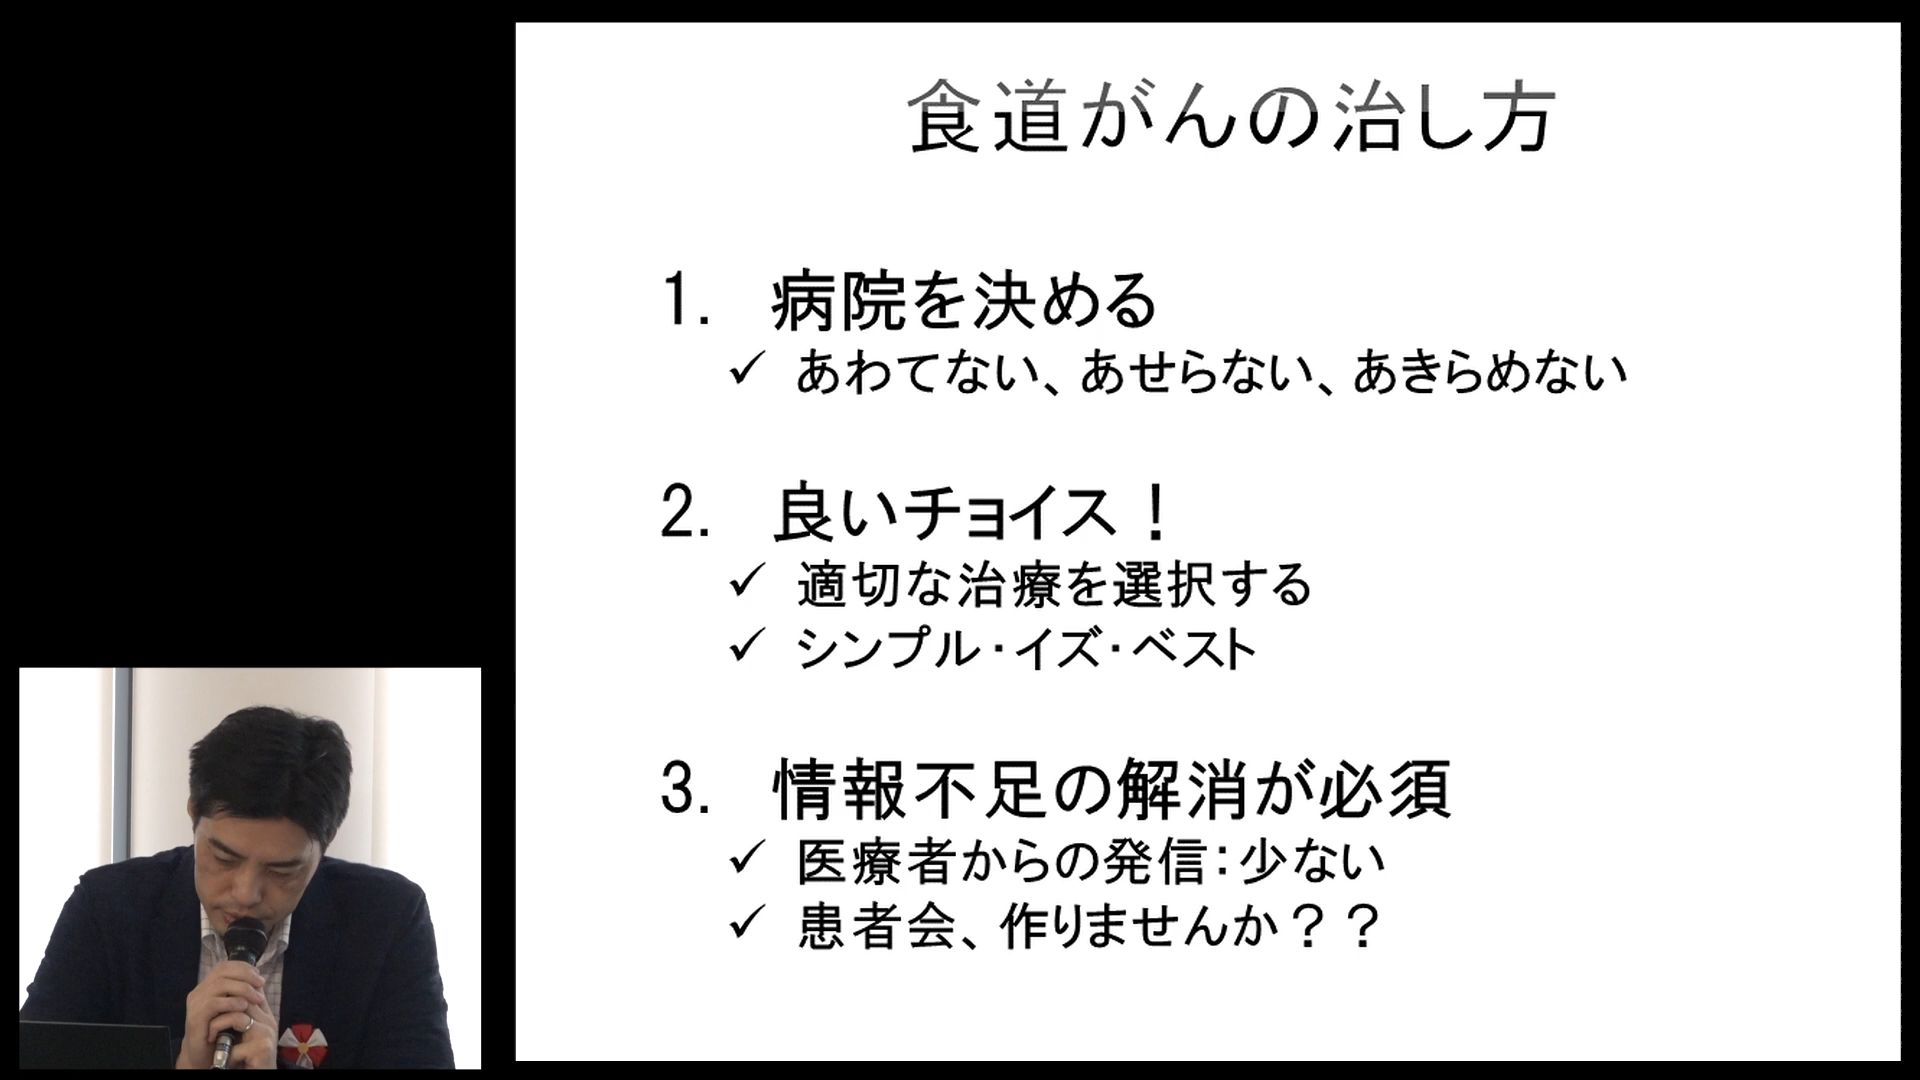 食道がんの治し方
1. 病院を決める
✓ あわてない、あせらない、あきらめない
2. 良いチョイス！
✓ 適切な治療を選択する
✓ シンプル・イズ・ベスト
3. 情報不足の解消が必須
✓ 医療者からの発信：少ない
✓ 患者会、作りませんか？？